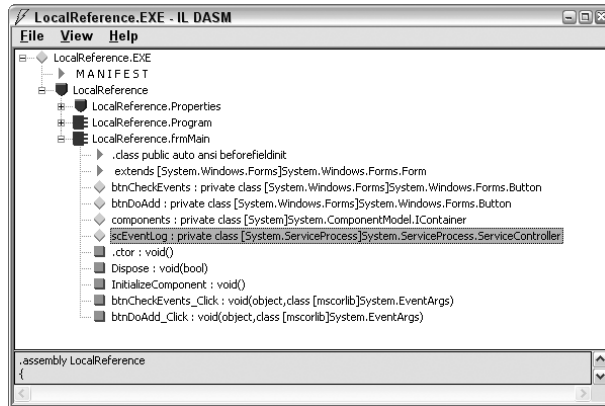 LocalReference.EXE - IL DASM
File View Help
LocalReference.EXE
M A N I F E S T
LocalReference
LocalReference.Properties
LocalReference.Program
LocalReference.frmMain
.class public auto ansi beforefieldinit
extends [System.Windows.Forms]System.Windows.Forms.Form
btnCheckEvents : private class [System.Windows.Forms]System.Windows.Forms.Button
btnDoAdd : private class [System.Windows.Forms]System.Windows.Forms.Button
components : private class [System]System.ComponentModel.IContainer
scEventLog : private class [System.ServiceProcess]System.ServiceProcess.ServiceController
.ctor : void()
Dispose : void(bool)
InitializeComponent : void()
btnCheckEvents_Click : void(object,class [mscorlib]System.EventArgs)
btnDoAdd_Click : void(object,class [mscorlib]System.EventArgs)
.assembly LocalReference
{